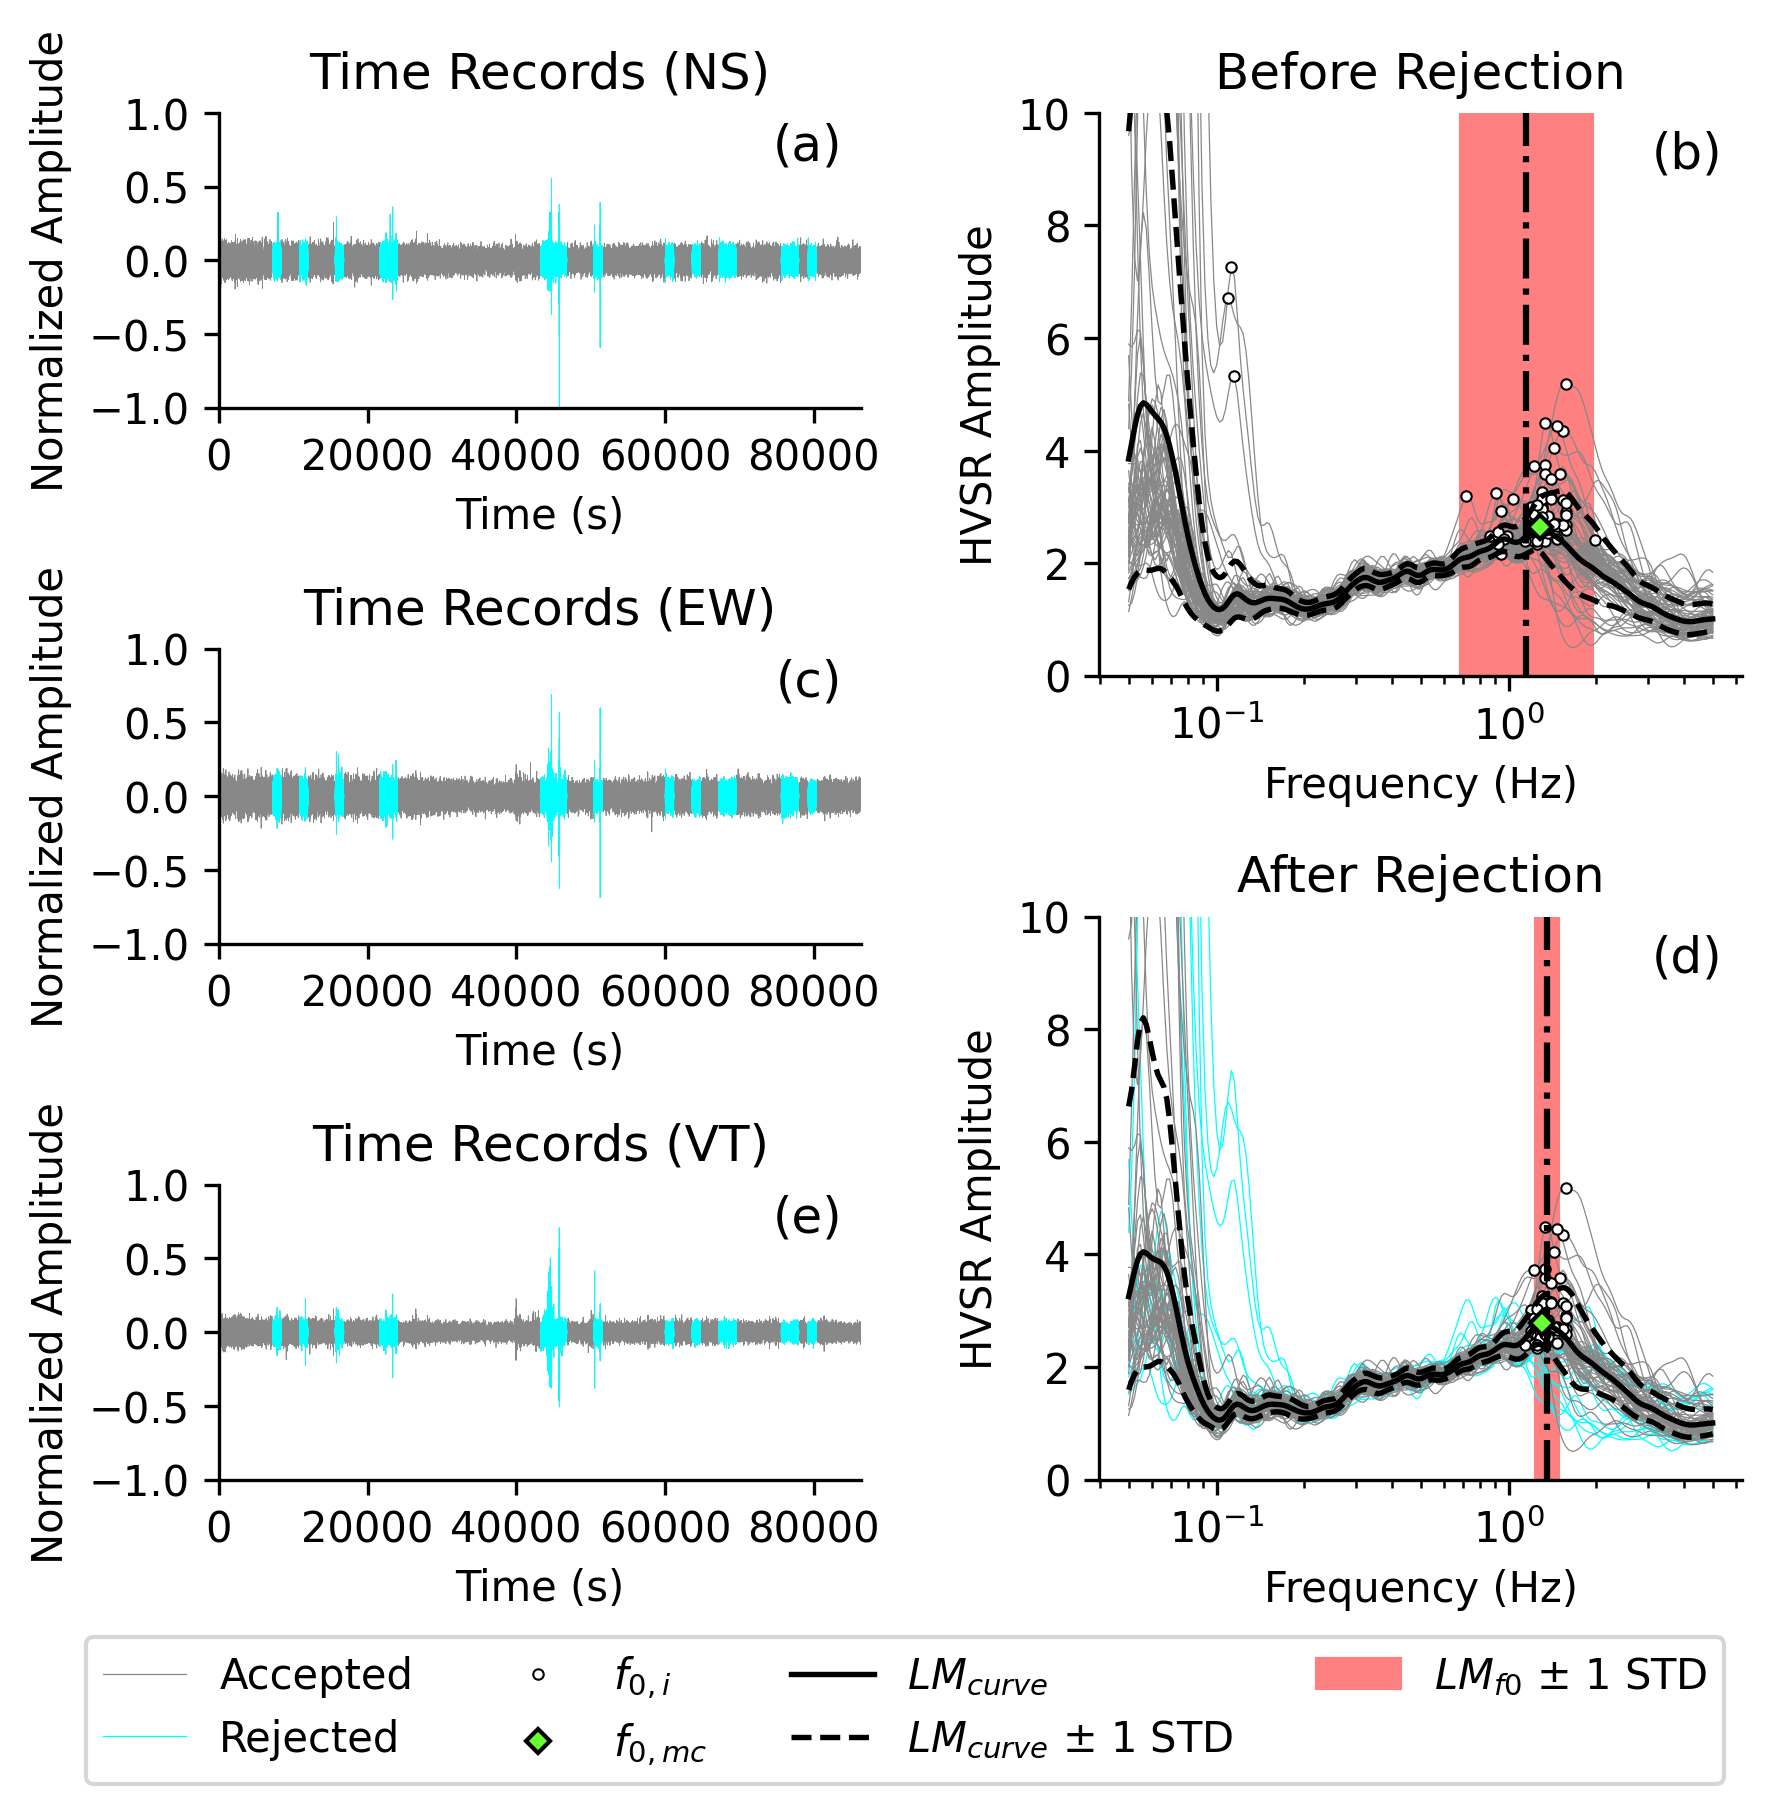 Time Records (NS)
Normalized Amplitude
1.0
0.5
0.0
−0.5
−1.0
(a)
0 20000 40000 60000 80000
Time (s)
Before Rejection
HVSR Amplitude
10
8
6
4
2
0
(b)
10⁻¹ 10⁰
Frequency (Hz)
Time Records (EW)
Normalized Amplitude
1.0
0.5
0.0
−0.5
−1.0
(c)
0 20000 40000 60000 80000
Time (s)
After Rejection
HVSR Amplitude
10
8
6
4
2
0
(d)
10⁻¹ 10⁰
Frequency (Hz)
Time Records (VT)
Normalized Amplitude
1.0
0.5
0.0
−0.5
−1.0
(e)
0 20000 40000 60000 80000
Time (s)
Accepted
Rejected
f0,i
f0,mc
LMcurve
LMcurve ± 1 STD
LMf0 ± 1 STD